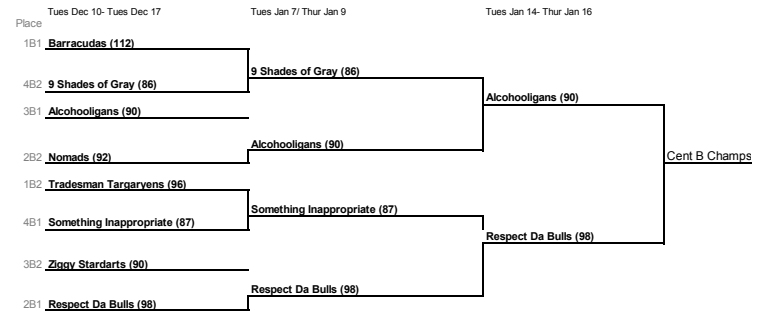 Tues Dec 10- Tues Dec 17
Tues Jan 7/ Thur Jan 9
Tues Jan 14- Thur Jan 16
Place
1B1 Barracudas (112)
9 Shades of Gray (86)
4B2 9 Shades of Gray (86)
Alcohooligans (90)
3B1 Alcohooligans (90)
Alcohooligans (90)
2B2 Nomads (92)
Cent B Champs
1B2 Tradesman Targaryens (96)
Something Inappropriate (87)
4B1 Something Inappropriate (87)
Respect Da Bulls (98)
3B2 Ziggy Stardarts (90)
Respect Da Bulls (98)
2B1 Respect Da Bulls (98)